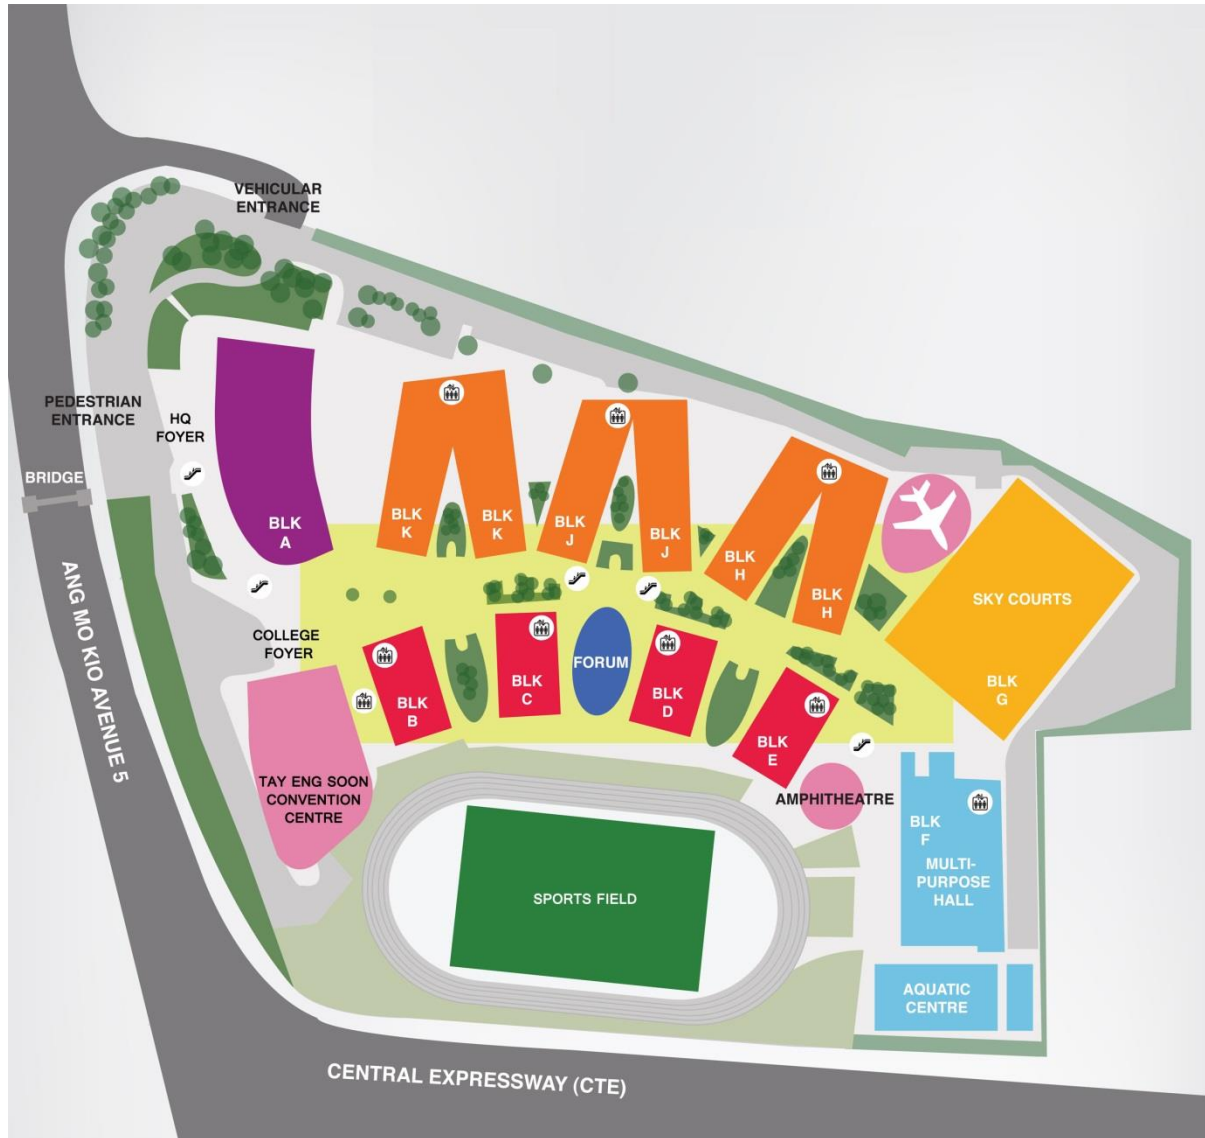 VEHICULAR
ENTRANCE
PEDESTRIAN
ENTRANCE
HQ
FOYER
BRIDGE
BLK
A
BLK
K
BLK
K
BLK
J
BLK
J
BLK
H
BLK
H
SKY COURTS
BLK
G
COLLEGE
FOYER
FORUM
BLK
B
BLK
C
BLK
D
BLK
E
ANG MO KIO AVENUE 5
TAY ENG SOON
CONVENTION
CENTRE
AMPHITHEATRE
BLK
F
MULTI-
PURPOSE
HALL
SPORTS FIELD
AQUATIC
CENTRE
CENTRAL EXPRESSWAY (CTE)